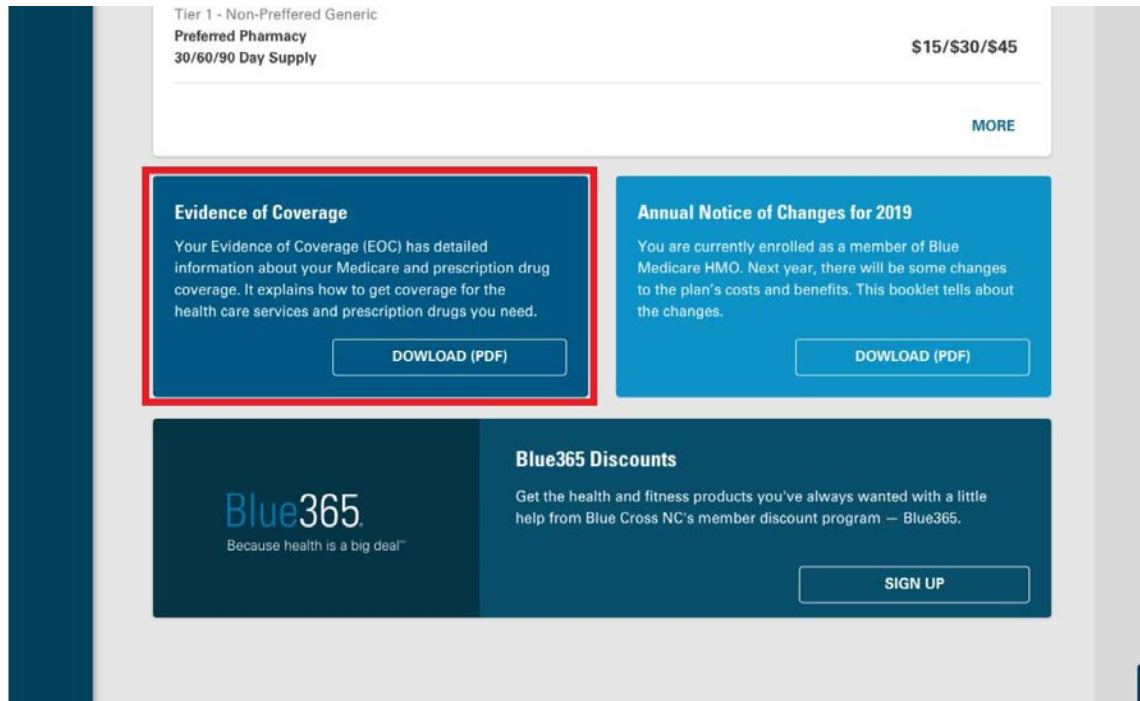 Tier 1 - Non-Preffered Generic
Preferred Pharmacy
30/60/90 Day Supply
$15/$30/$45
MORE
Evidence of Coverage
Your Evidence of Coverage (EOC) has detailed
information about your Medicare and prescription drug
coverage. It explains how to get coverage for the
health care services and prescription drugs you need.
DOWLOAD (PDF)
Annual Notice of Changes for 2019
You are currently enrolled as a member of Blue
Medicare HMO. Next year, there will be some changes
to the plan's costs and benefits. This booklet tells about
the changes.
DOWLOAD (PDF)
Blue365.
Because health is a big deal℠
Blue365 Discounts
Get the health and fitness products you've always wanted with a little
help from Blue Cross NC's member discount program — Blue365.
SIGN UP